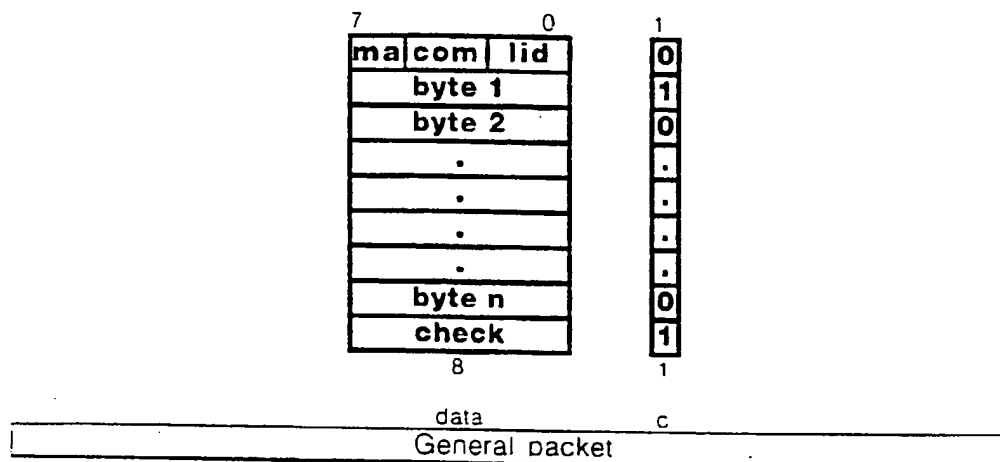 7 0 1
ma com lid 0
byte 1 1
byte 2 0
. .
. .
. .
. .
byte n 0
check 1
8 1
data c
General packet